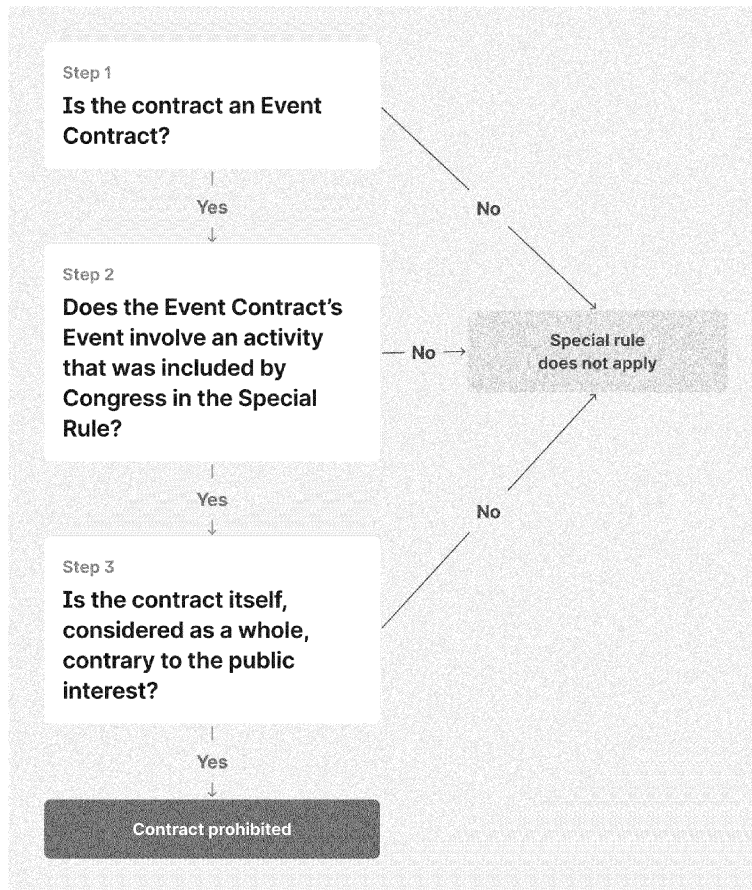 Step 1
Is the contract an Event
Contract?
No
Yes
Step 2
Does the Event Contract’s
Event involve an activity
that was included by
Congress in the Special
Rule?
No
Special rule
does not apply
Yes
No
Step 3
Is the contract itself,
considered as a whole,
contrary to the public
interest?
Yes
Contract prohibited